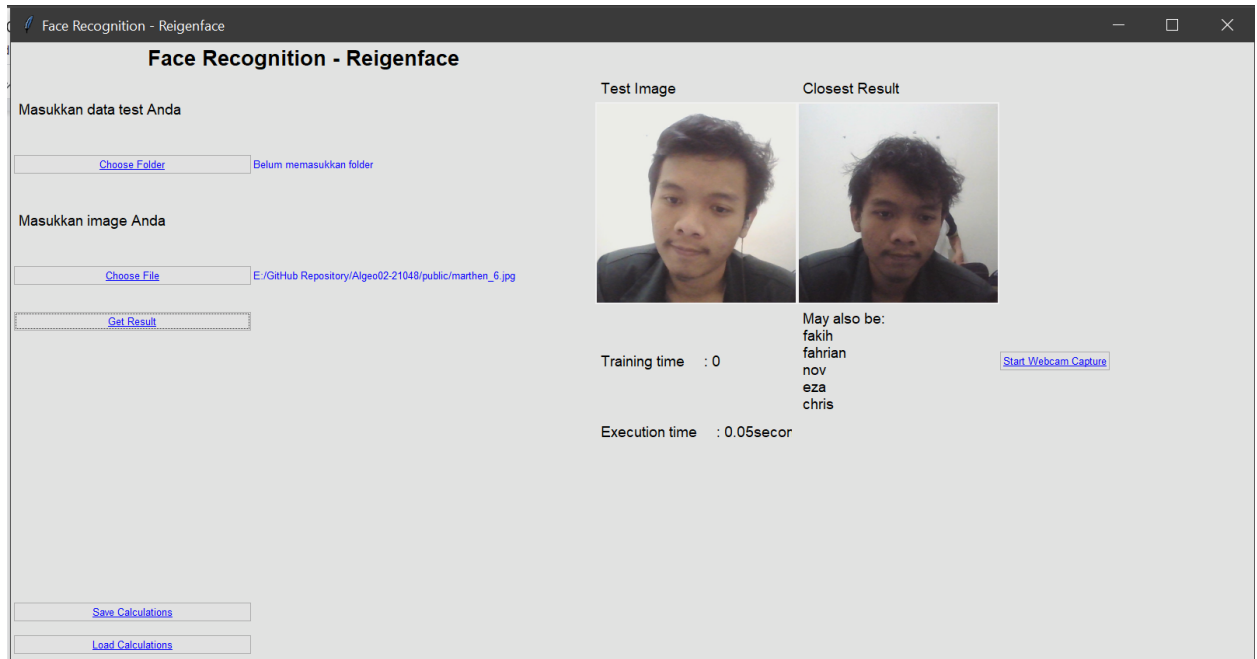 Face Recognition - Reigenface
Face Recognition - Reigenface
Masukkan data test Anda
Choose Folder Belum memasukkan folder
Masukkan image Anda
Choose File E:/GitHub Repository/Algeo02-21048/public/marthen_6.jpg
Get Result
Test Image Closest Result
May also be:
fakih
fahrian
nov
eza
chris
Training time : 0
Start Webcam Capture
Execution time : 0.05secor
Save Calculations
Load Calculations